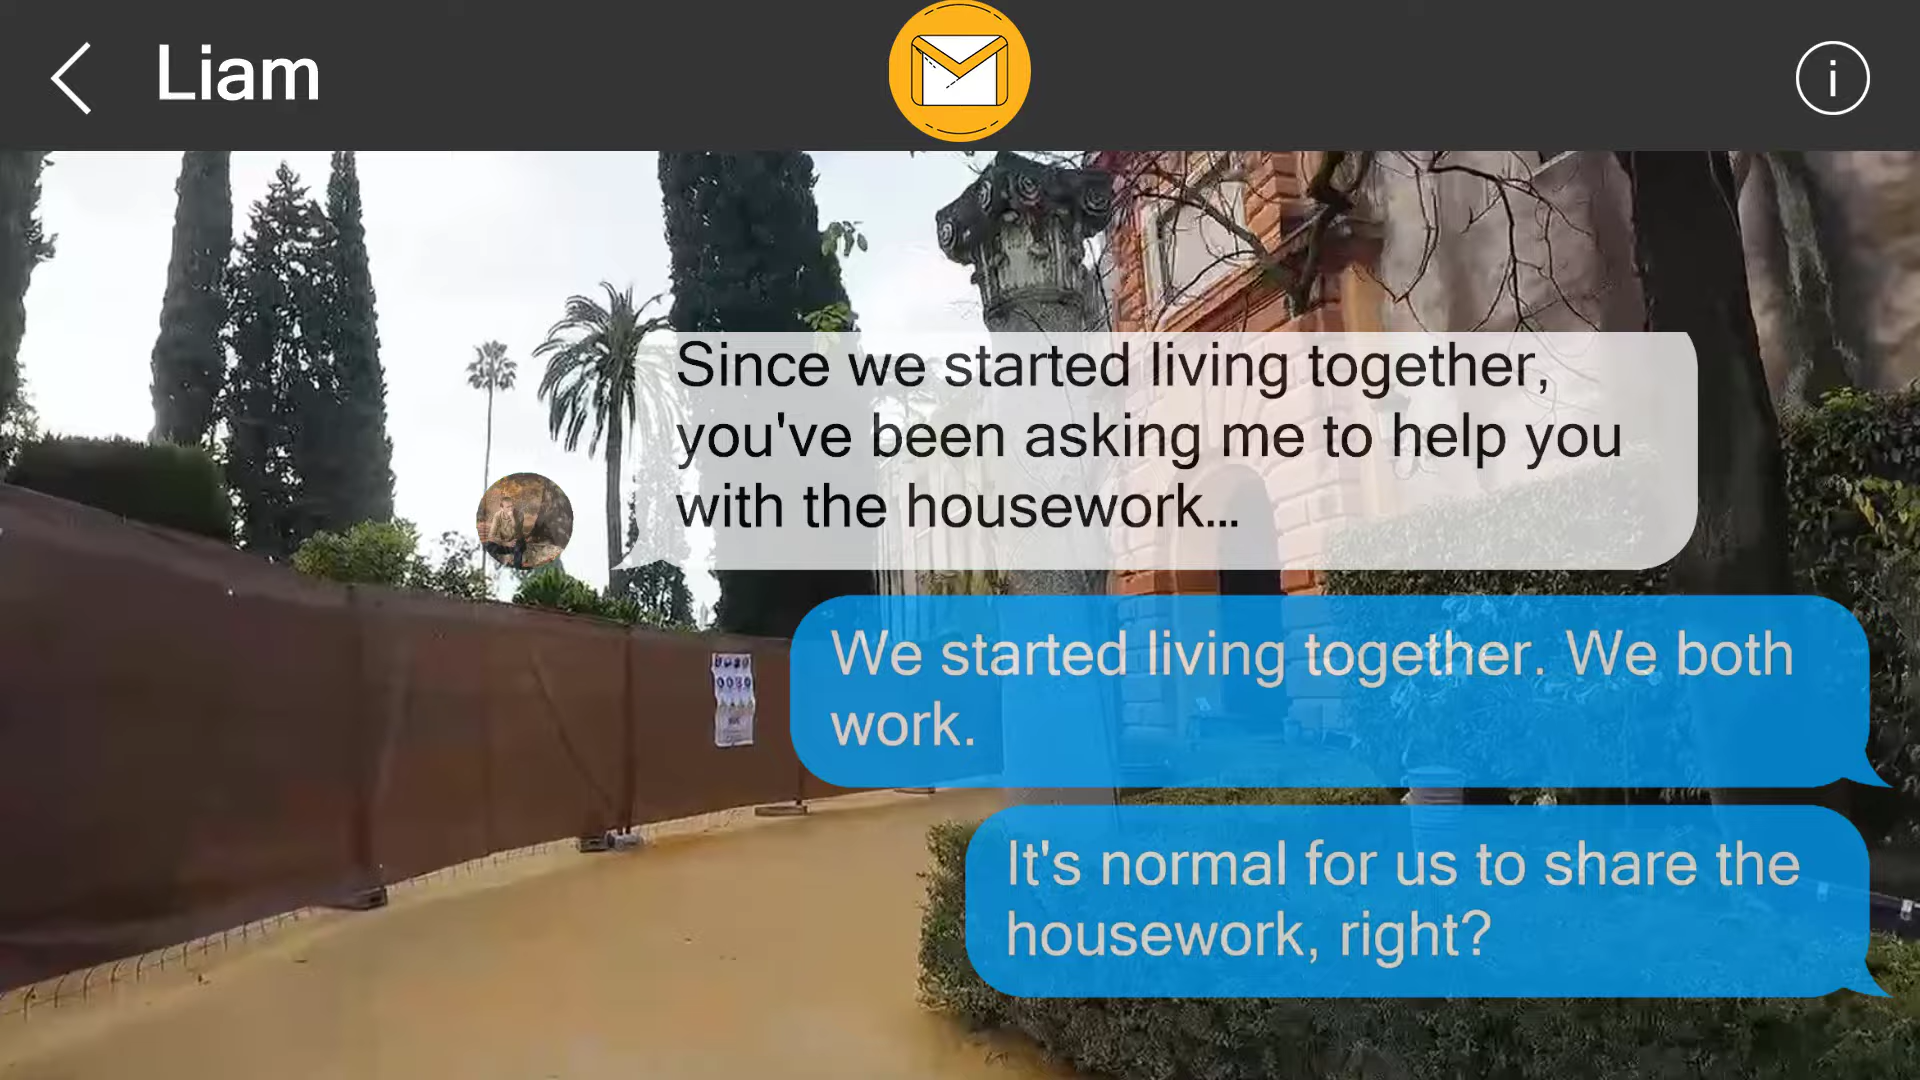 Liam
Since we started living together,
you've been asking me to help you
with the housework...
We started living together. We both
work.
It's normal for us to share the
housework, right?